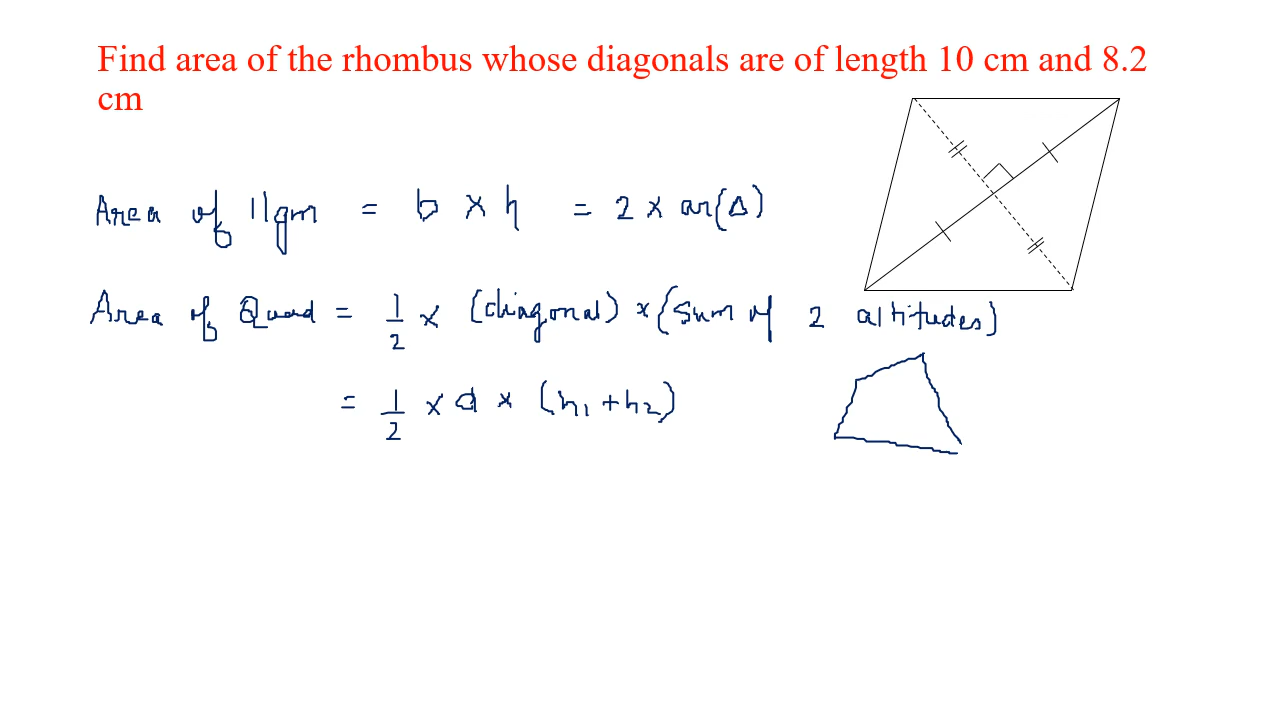 Find area of the rhombus whose diagonals are of length 10 cm and 8.2
cm
Area of ||gm = b × h = 2 × ar(Δ)
Area of Quad = 1/2 × (diagonal) × (sum of 2 altitudes)
= 1/2 × d × (h₁ + h₂)